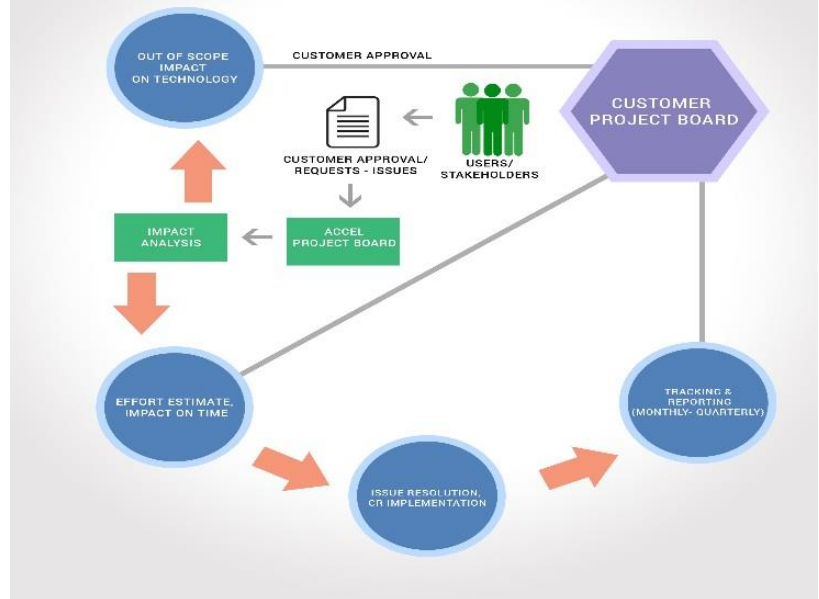 OUT OF SCOPE
IMPACT
ON TECHNOLOGY
CUSTOMER APPROVAL
CUSTOMER
PROJECT BOARD
CUSTOMER APPROVAL/
REQUESTS - ISSUES
USERS/
STAKEHOLDERS
IMPACT
ANALYSIS
ACCEL
PROJECT BOARD
EFFORT ESTIMATE,
IMPACT ON TIME
TRACKING &
REPORTING
(MONTHLY- QUARTERLY)
ISSUE RESOLUTION,
CR IMPLEMENTATION